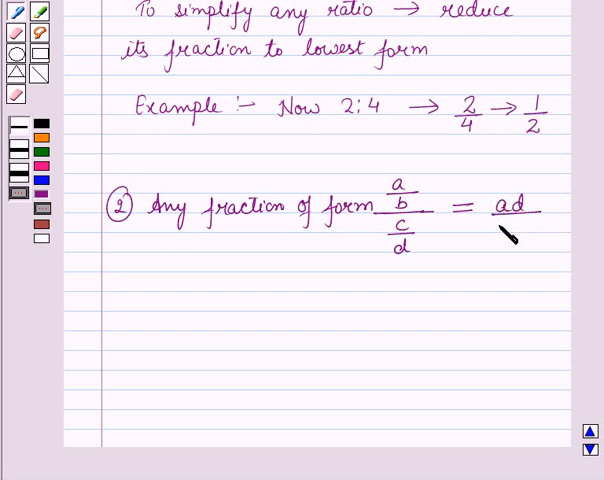 To simplify any ratio → reduce
its fraction to lowest form
Example :- Now 2:4 → 2/4 → 1/2
② Any fraction of form (a/b)/(c/d) = ad/